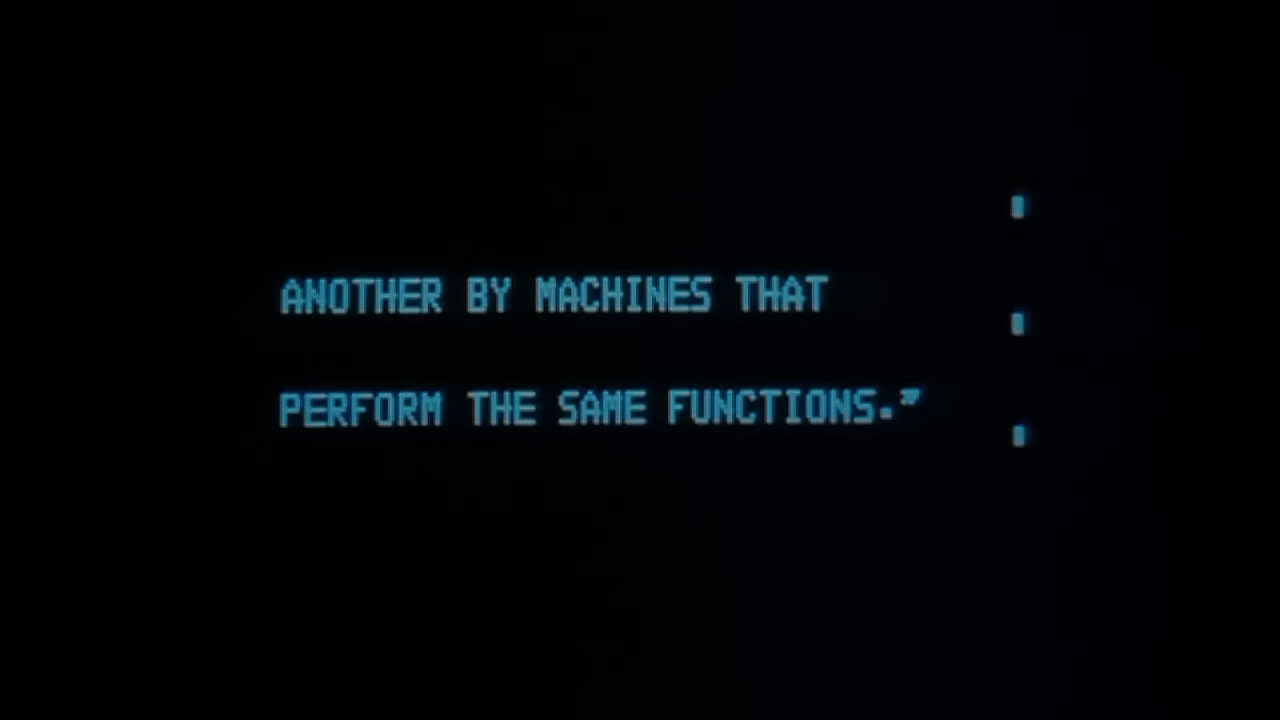 ANOTHER BY MACHINES THAT
PERFORM THE SAME FUNCTIONS."